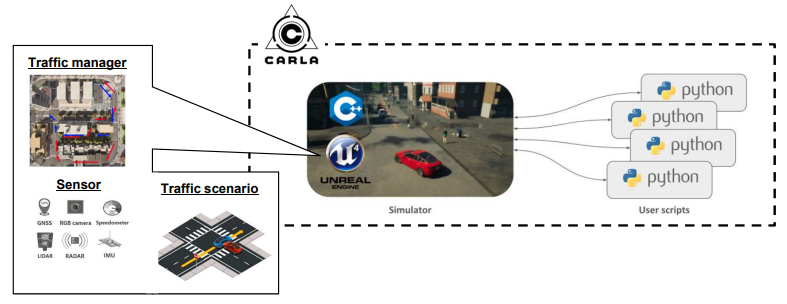 CARLA
Traffic manager
Sensor
GNSS RGB camera Speedometer
LIDAR RADAR IMU
Traffic scenario
C++
U4
UNREAL
ENGINE
Simulator
python
python
python
python
User scripts